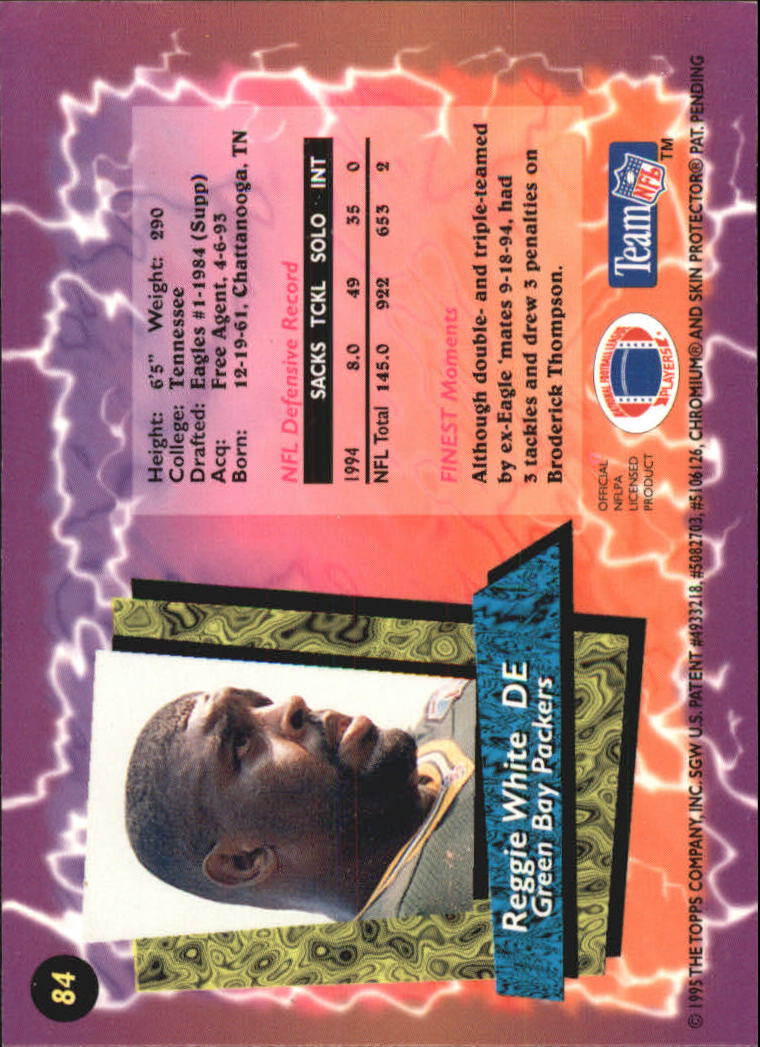 84
Reggie White DE
Green Bay Packers
Height: 6'5" Weight: 290
College: Tennessee
Drafted: Eagles #1-1984 (Supp)
Acq: Free Agent, 4-6-93
Born: 12-19-61, Chattanooga, TN
NFL Defensive Record
SACKS TCKL SOLO INT
1994 8.0 49 35 0
NFL Total 145.0 922 653 2
FINEST Moments
Although double- and triple-teamed
by ex-Eagle 'mates 9-18-94, had
3 tackles and drew 3 penalties on
Broderick Thompson.
OFFICIAL
NFLPA
LICENSED
PRODUCT
NATIONAL FOOTBALL LEAGUE
PLAYERS
Team NFL
TM
© 1995 THE TOPPS COMPANY, INC. SGW U.S. PATENT #4933218, #5082703, #5106126, CHROMIUM® AND SKIN PROTECTOR® PAT. PENDING